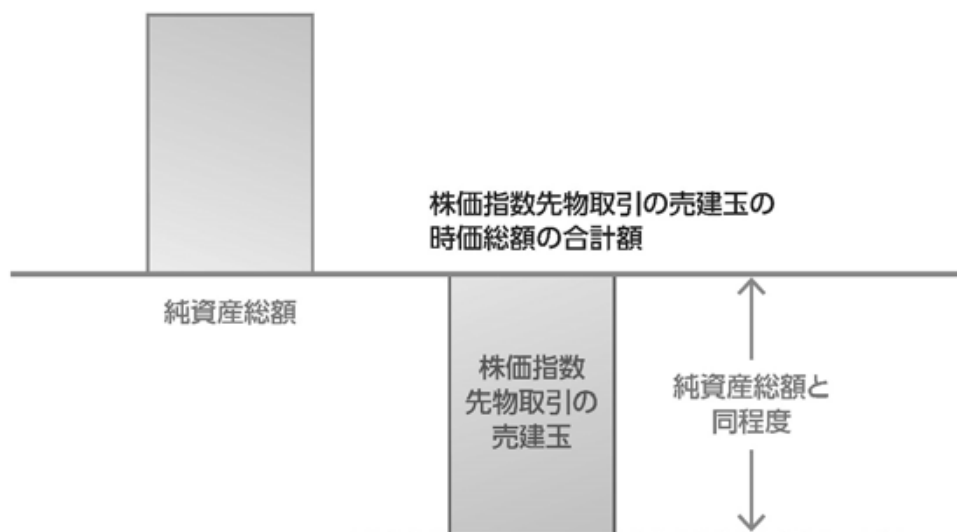 株価指数先物取引の売建玉の
時価総額の合計額
純資産総額
株価指数
先物取引の
売建玉
純資産総額と
同程度